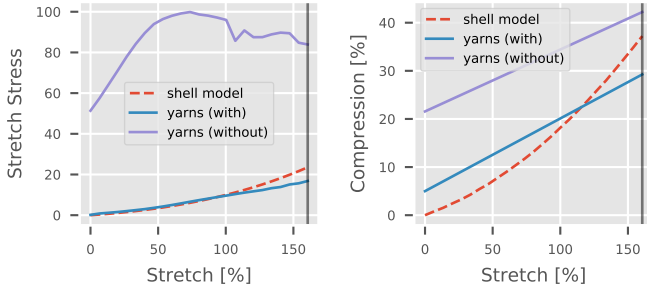 Stretch Stress
100
80
60
40
20
0
shell model
yarns (with)
yarns (without)
0
50
100
150
Stretch [%]
Compression [%]
40
30
20
10
0
shell model
yarns (with)
yarns (without)
0
50
100
150
Stretch [%]